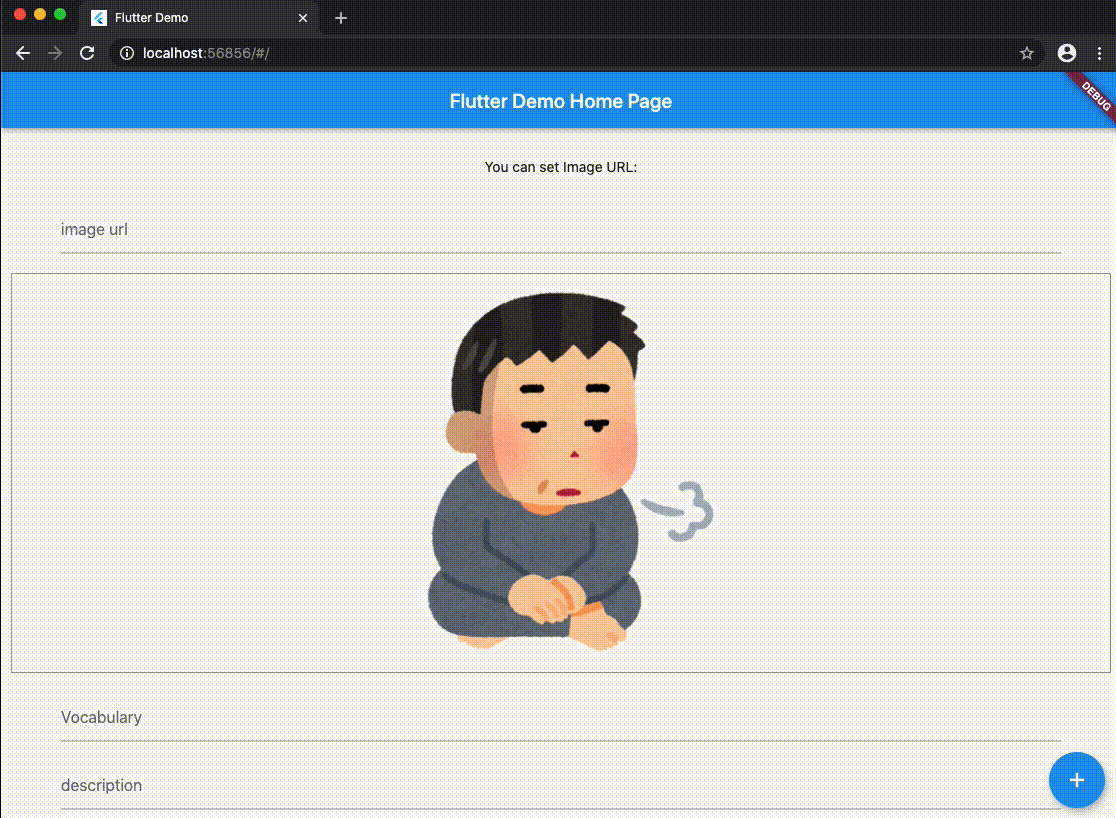 Flutter Demo
localhost:56856/#/
Flutter Demo Home Page
DEBUG
You can set Image URL:
image url
Vocabulary
description